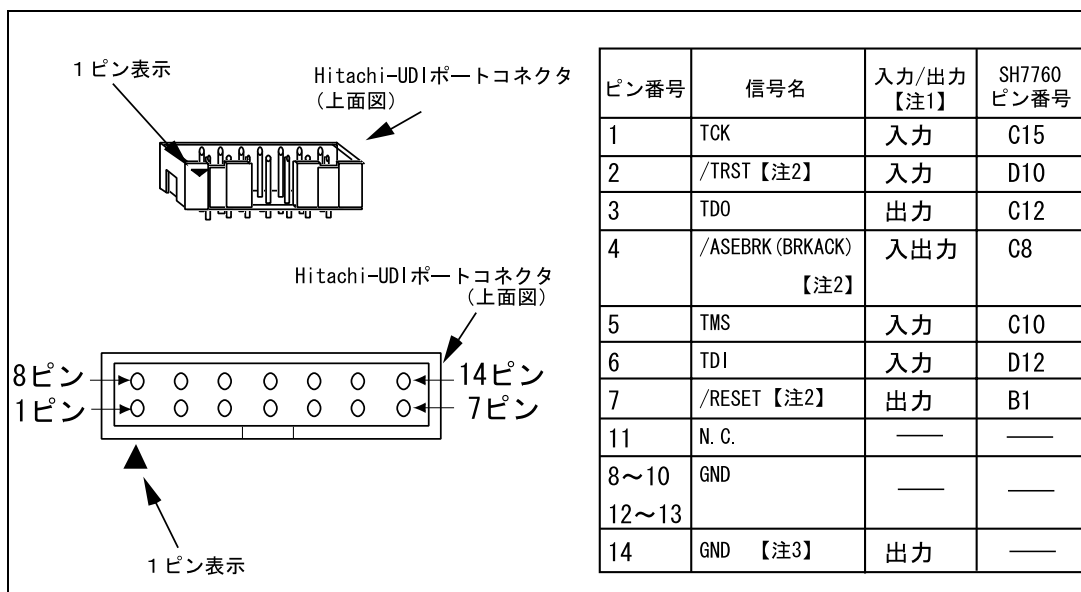 1ピン表示
Hitachi-UDIポートコネクタ
(上面図)
Hitachi-UDIポートコネクタ
(上面図)
8ピン
14ピン
1ピン
7ピン
1ピン表示
ピン番号 信号名 入力/出力【注1】 SH7760ピン番号
1 TCK 入力 C15
2 /TRST【注2】 入力 D10
3 TDO 出力 C12
4 /ASEBRK(BRKACK)【注2】 入出力 C8
5 TMS 入力 C10
6 TDI 入力 D12
7 /RESET【注2】 出力 B1
11 N.C. ―― ――
8～10 GND ―― ――
12～13
14 GND 【注3】 出力 ――